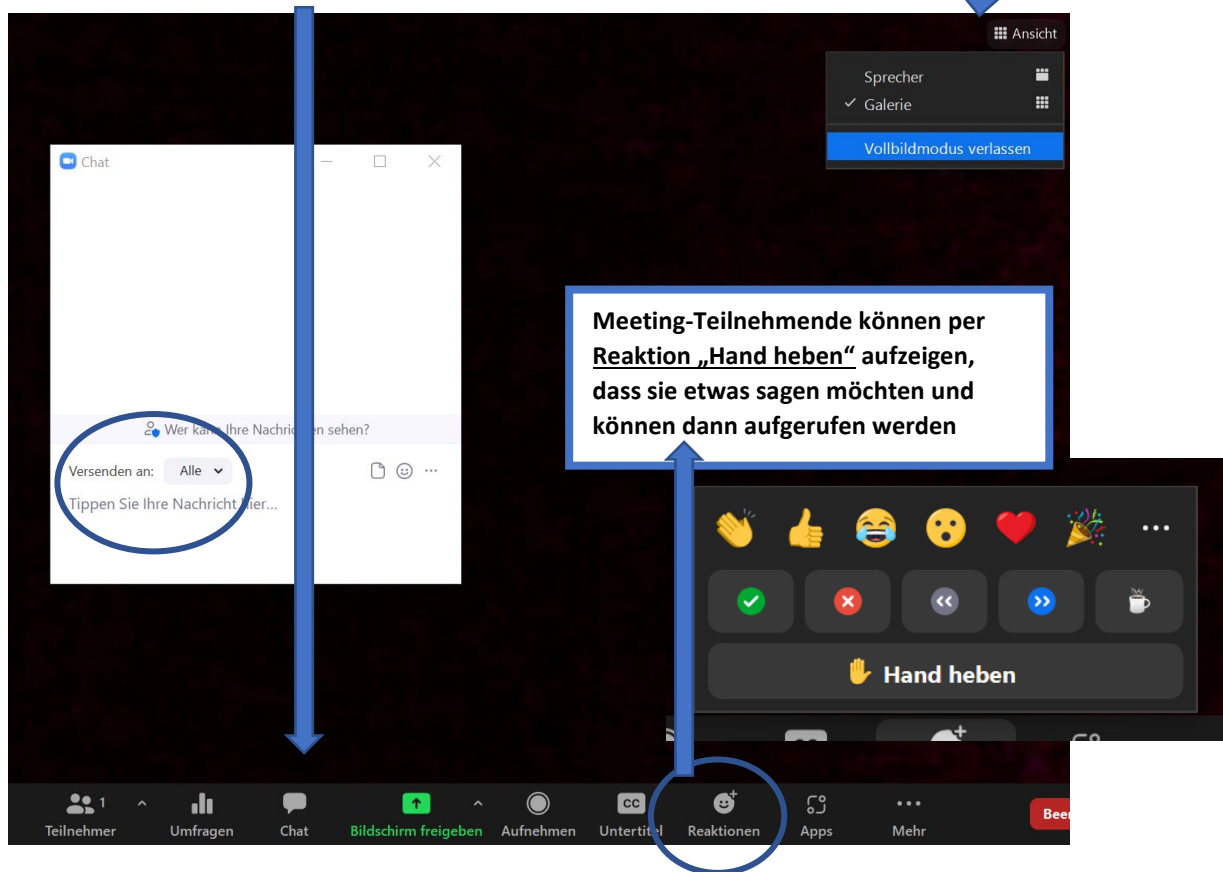 Ansicht
Sprecher
Galerie
Vollbildmodus verlassen
Chat
Wer kann Ihre Nachrichten sehen?
Versenden an: Alle
Tippen Sie Ihre Nachricht hier...
Meeting-Teilnehmende können per
Reaktion „Hand heben“ aufzeigen,
dass sie etwas sagen möchten und
können dann aufgerufen werden
Hand heben
1
CC
Teilnehmer Umfragen Chat Bildschirm freigeben Aufnehmen Untertitel Reaktionen Apps Mehr